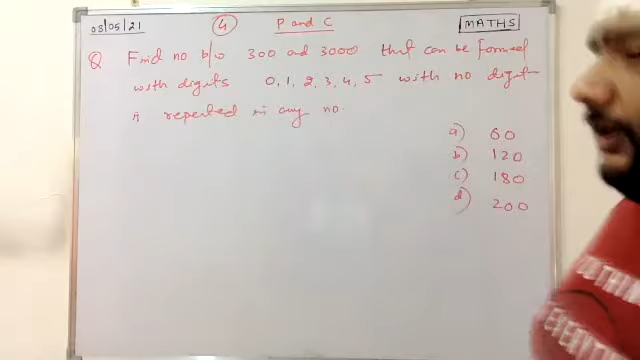 03/05/21 4 P and C MATHS
Q Find no b/w 300 and 3000 that can be formed
with digits 0, 1, 2, 3, 4, 5 with no digit
is repeated in any no.
a) 60
b) 120
c) 180
d) 200